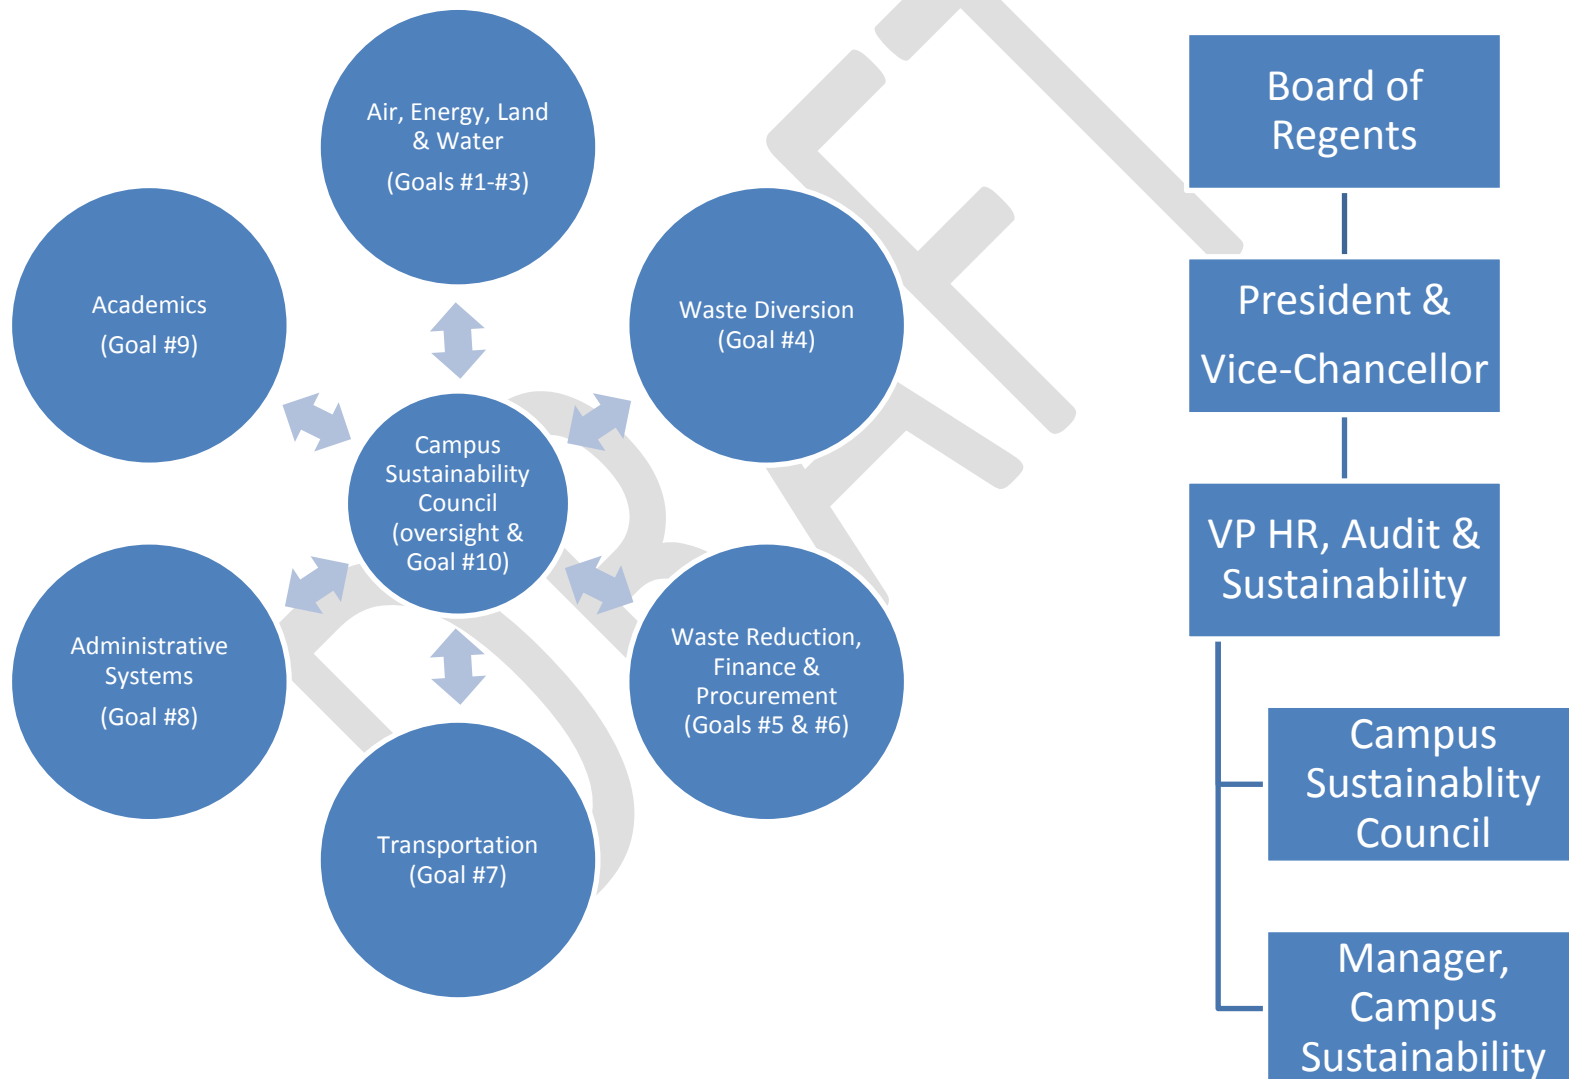 Air, Energy, Land
& Water
(Goals #1-#3)
Waste Diversion
(Goal #4)
Waste Reduction,
Finance &
Procurement
(Goals #5 & #6)
Transportation
(Goal #7)
Administrative
Systems
(Goal #8)
Academics
(Goal #9)
Campus
Sustainability
Council
(oversight &
Goal #10)
Board of
Regents
President &
Vice-Chancellor
VP HR, Audit &
Sustainability
Campus
Sustainablity
Council
Manager,
Campus
Sustainability